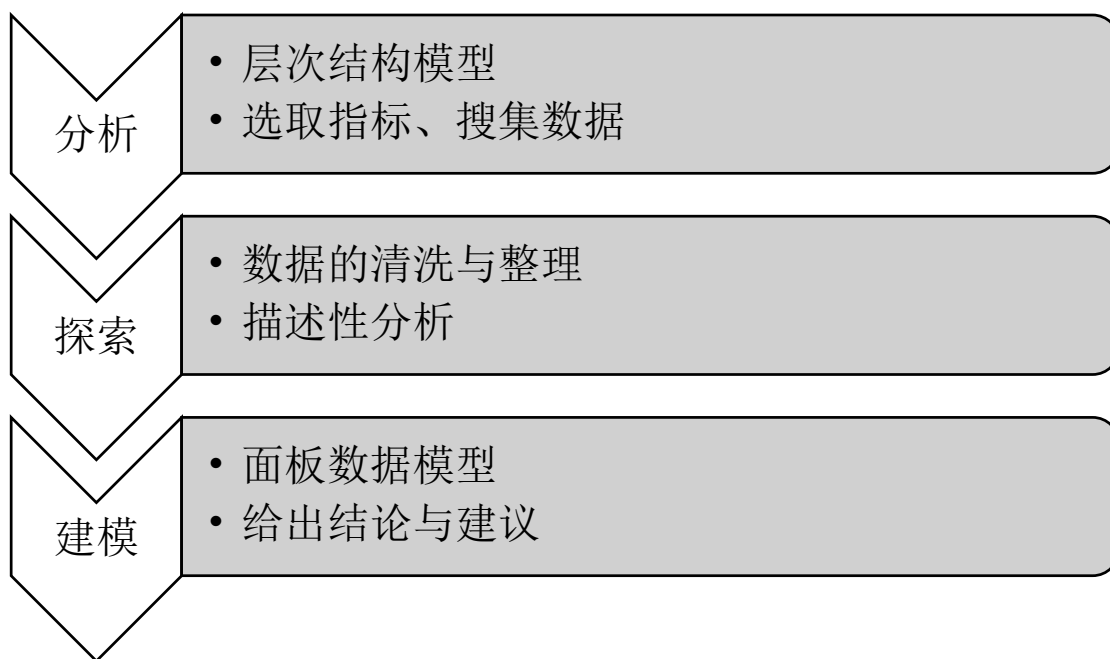 分析
• 层次结构模型
• 选取指标、搜集数据
探索
• 数据的清洗与整理
• 描述性分析
建模
• 面板数据模型
• 给出结论与建议